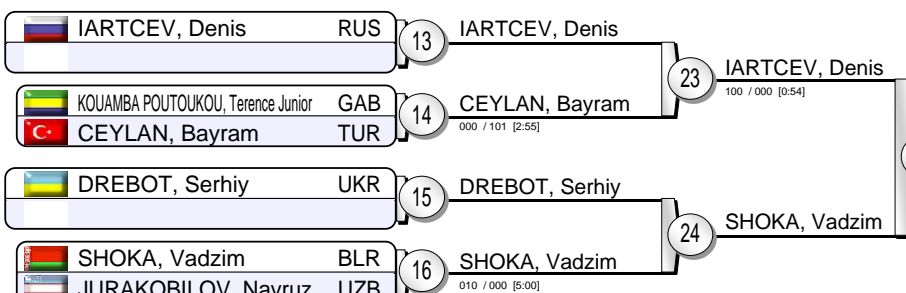 IARTCEV, Denis RUS
13
IARTCEV, Denis
23
IARTCEV, Denis
100 / 000 [0:54]
KOUAMBA POUTOUKOU, Terence Junior GAB
CEYLAN, Bayram TUR
14
CEYLAN, Bayram
000 / 101 [2:55]
DREBOT, Serhiy UKR
15
DREBOT, Serhiy
24
SHOKA, Vadzim
SHOKA, Vadzim BLR
JURAKOBILOV, Navruz UZB
16
SHOKA, Vadzim
010 / 000 [5:00]